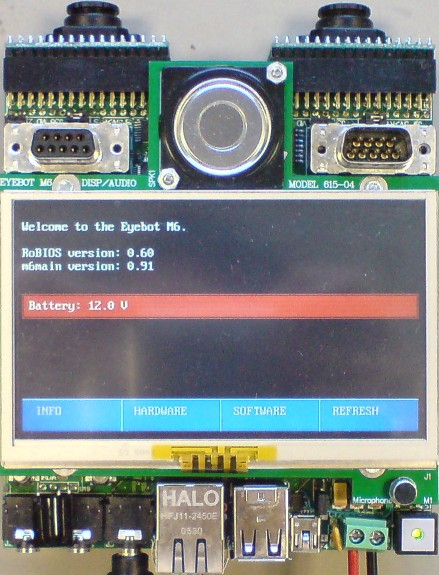 EYEBOT M6
DISP/AUDIO
SPK1
MODEL 615-04
Welcome to the Eyebot M6.
RoBIOS version: 0.60
m6main version: 0.91
Battery: 12.0 V
INFO
HARDWARE
SOFTWARE
REFRESH
J1
HALO
HFJ11-2450E
0530
Microphone
M1